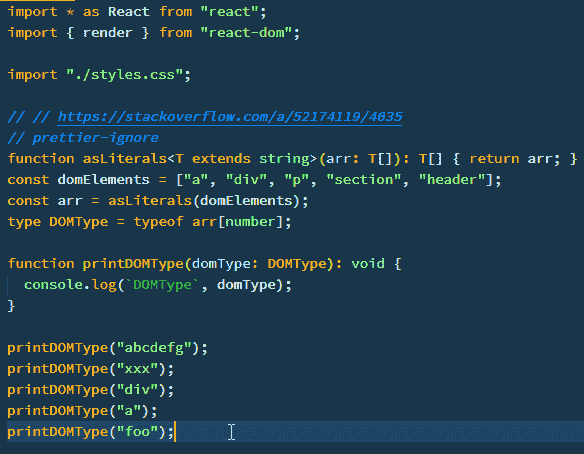 import * as React from "react";
import { render } from "react-dom";
import "./styles.css";
// // https://stackoverflow.com/a/52174119/4035
// prettier-ignore
function asLiterals<T extends string>(arr: T[]): T[] { return arr; }
const domElements = ["a", "div", "p", "section", "header"];
const arr = asLiterals(domElements);
type DOMType = typeof arr[number];
function printDOMType(domType: DOMType): void {
  console.log(`DOMType`, domType);
}
printDOMType("abcdefg");
printDOMType("xxx");
printDOMType("div");
printDOMType("a");
printDOMType("foo");